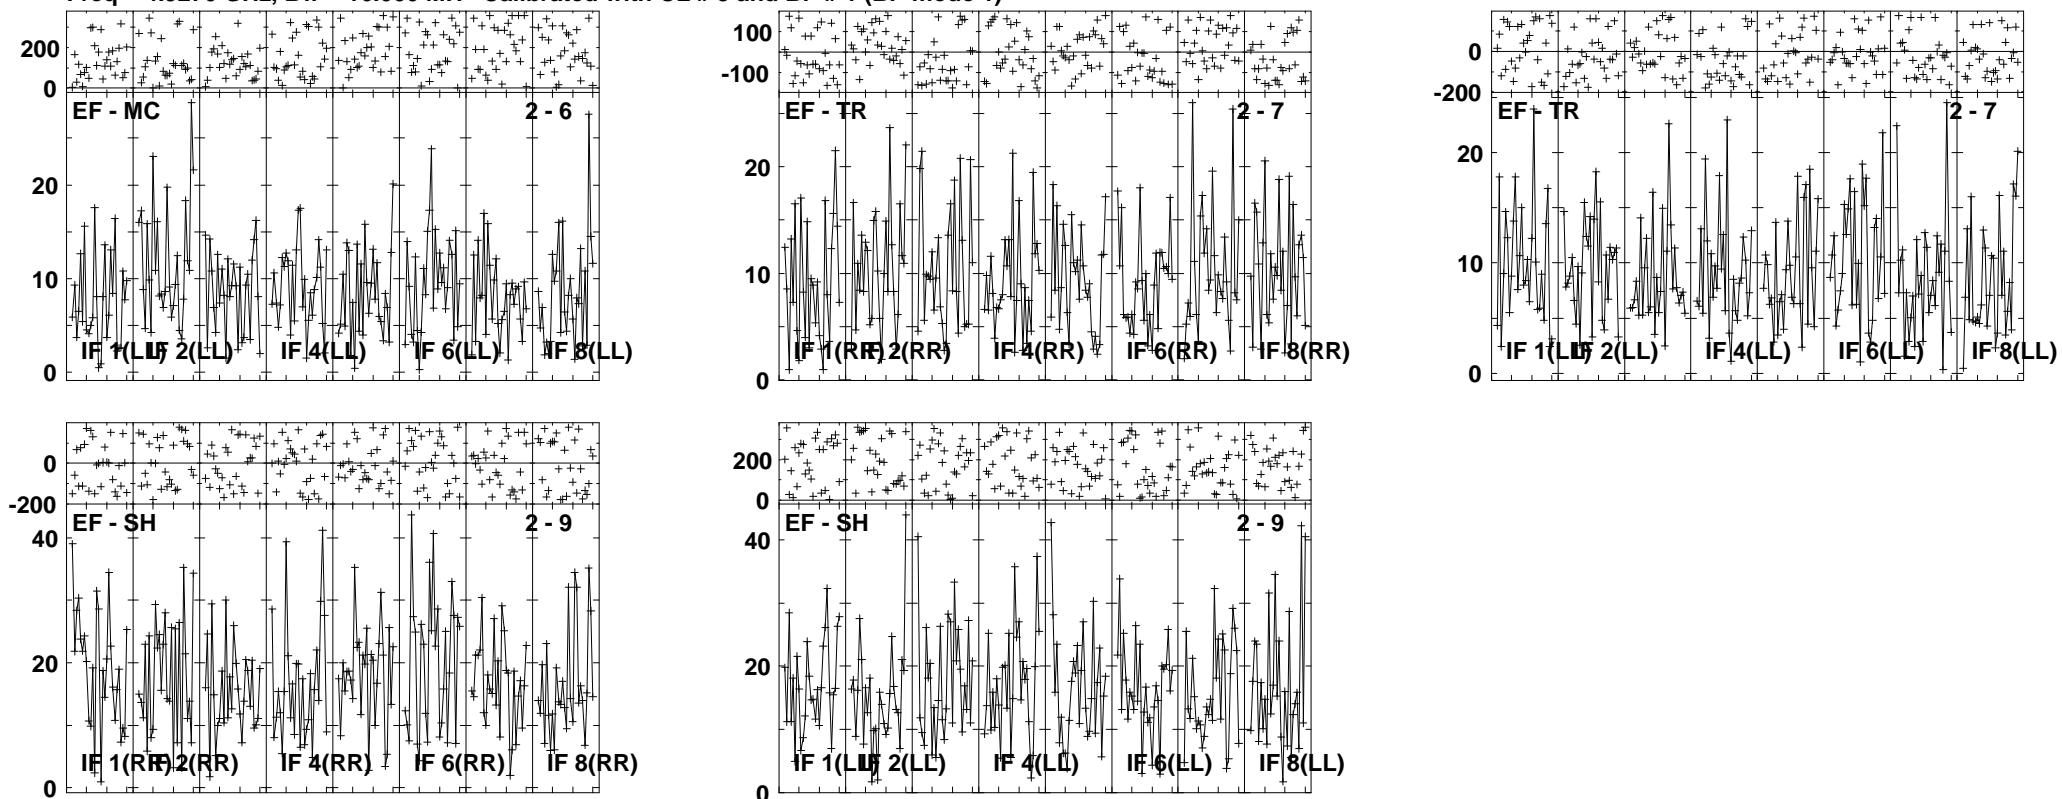 200
0
EF - MC
2 - 6
20
10
0
IF 1(LL)
IF 2(LL)
IF 4(LL)
IF 6(LL)
IF 8(LL)
100
-100
EF - TR
2 - 7
20
10
0
IF 1(RR)
IF 2(RR)
IF 4(RR)
IF 6(RR)
IF 8(RR)
0
-200
EF - TR
2 - 7
20
10
0
IF 1(LL)
IF 2(LL)
IF 4(LL)
IF 6(LL)
IF 8(LL)
0
-200
EF - SH
2 - 9
40
20
0
IF 1(RR)
IF 2(RR)
IF 4(RR)
IF 6(RR)
IF 8(RR)
200
0
EF - SH
2 - 9
40
20
0
IF 1(LL)
IF 2(LL)
IF 4(LL)
IF 6(LL)
IF 8(LL)